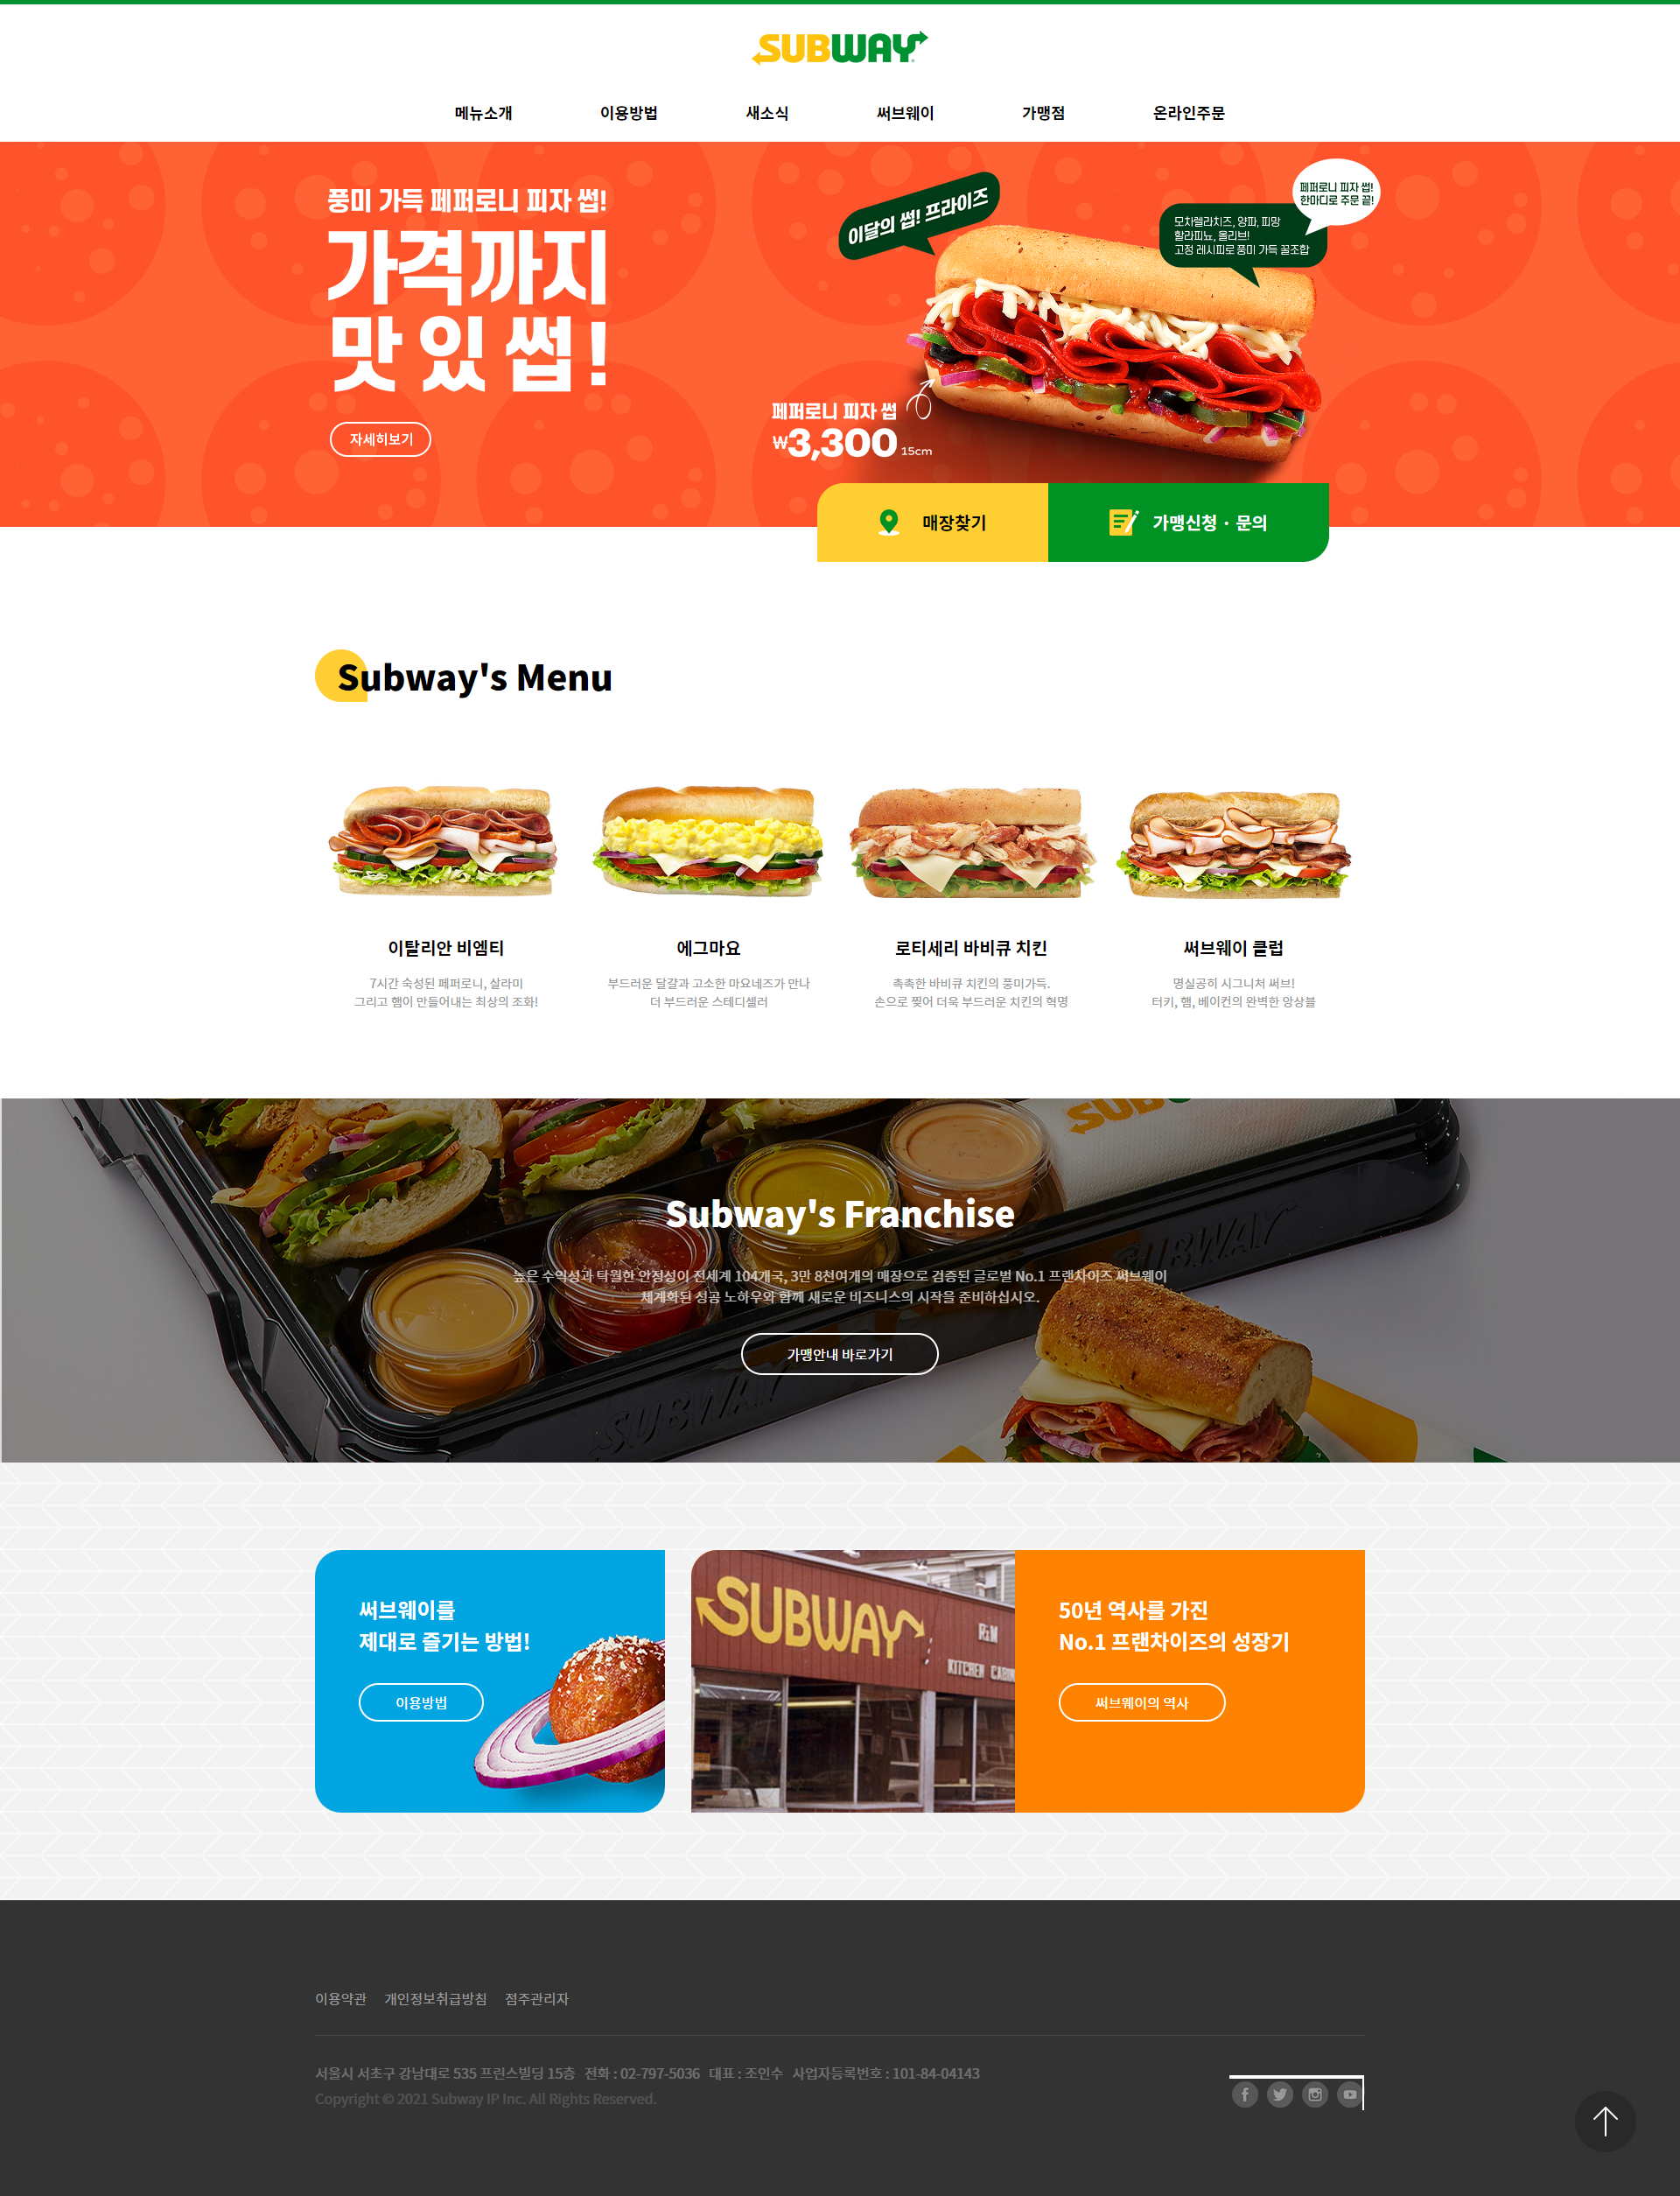 SUBWAY
메뉴소개
이용방법
새소식
써브웨이
가맹점
온라인주문
풍미 가득 페퍼로니 피자 썹!
가격까지
맛있썹!
자세히보기
이달의 썹! 프라이즈
페퍼로니 피자 썹!
한마디로 주문 끝!
모차렐라치즈, 양파, 피망
할라피뇨, 올리브!
고정 레시피로 풍미 가득 꿀조합
페퍼로니 피자 썹
₩3,300 15cm
매장찾기
가맹신청 · 문의
Subway's Menu
이탈리안 비엠티
7시간 숙성된 페퍼로니, 살라미
그리고 햄이 만들어내는 최상의 조화!
에그마요
부드러운 달걀과 고소한 마요네즈가 만나
더 부드러운 스테디셀러
로티세리 바비큐 치킨
촉촉한 바비큐 치킨의 풍미가득.
손으로 찢어 더욱 부드러운 치킨의 혁명
써브웨이 클럽
명실공히 시그니처 써브!
터키, 햄, 베이컨의 완벽한 앙상블
SUB
SUBWAY
Subway's Franchise
높은 수익성과 탁월한 안정성이 전세계 104개국, 3만 8천여개의 매장으로 검증된 글로벌 No.1 프랜차이즈 써브웨이
체계화된 성공 노하우와 함께 새로운 비즈니스의 시작을 준비하십시오.
가맹안내 바로가기
SUBWAY
써브웨이를
제대로 즐기는 방법!
이용방법
SUBWAY
R&M
KITCHEN
50년 역사를 가진
No.1 프랜차이즈의 성장기
써브웨이의 역사
이용약관
개인정보취급방침
점주관리자
서울시 서초구 강남대로 535 프린스빌딩 15층 전화 : 02-797-5036 대표 : 조인수 사업자등록번호 : 101-84-04143
Copyright © 2021 Subway IP Inc. All Rights Reserved.